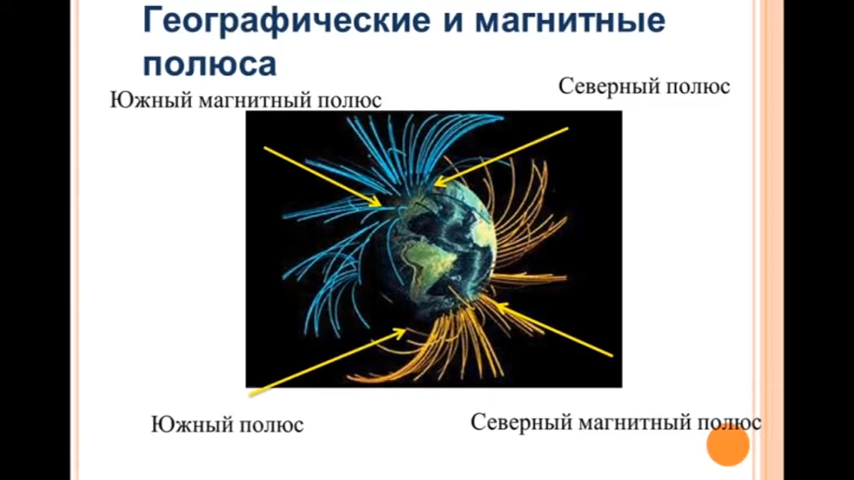 Географические и магнитные
полюса
Северный полюс
Южный магнитный полюс
Южный полюс
Северный магнитный полюс